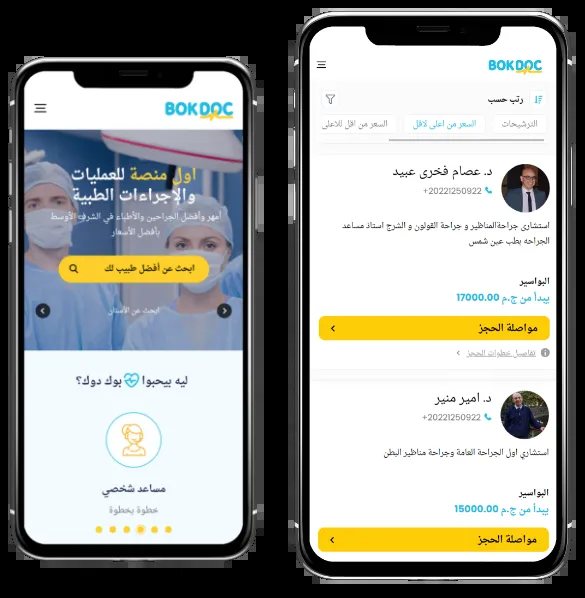 BOKDOC
اول منصة للعمليات
والإجراءات الطبية
أمهر وأفضل الجراحين والأطباء في الشرق الأوسط
بأفضل الأسعار
ابحث عن أفضل طبيب لك
ابحث عن الأسنان
ليه بيحبوا بوك دوك؟
مساعد شخصي
خطوة بخطوة
BOKDOC
رتب حسب
الترشيحات
السعر من اعلى لاقل
السعر من اقل للاعلى
د. عصام فخرى عبيد
+20221250922
استشارى جراحةالمناظير و جراحة القولون و الشرج استاذ مساعد
الجراحه بطب عين شمس
البواسير
يبدأ من ج.م 17000.00
مواصلة الحجز
تفاصيل خطوات الحجز
د. امير منير
+20221250922
استشاري اول الجراحة العامة وجراحة مناظير البطن
البواسير
يبدأ من ج.م 15000.00
مواصلة الحجز